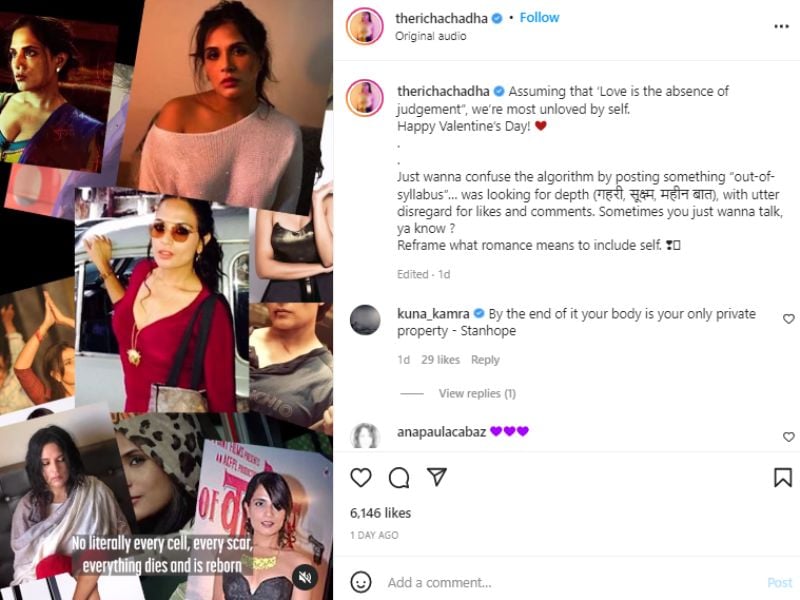 therichachadha • Follow
Original audio
therichachadha Assuming that 'Love is the absence of
judgement", we're most unloved by self.
Happy Valentine's Day!
.
.
Just wanna confuse the algorithm by posting something "out-of-
syllabus"... was looking for depth (गहरी, सूक्ष्म, महीन बात), with utter
disregard for likes and comments. Sometimes you just wanna talk,
ya know ?
Reframe what romance means to include self.
Edited · 1d
kuna_kamra By the end of it your body is your only private
property - Stanhope
1d 29 likes Reply
View replies (1)
anapaulacabaz
6,146 likes
1 DAY AGO
Add a comment... Post
KHIO
AN AGPPL PRODUCTION
OF
No literally every cell, every scar,
everything dies and is reborn